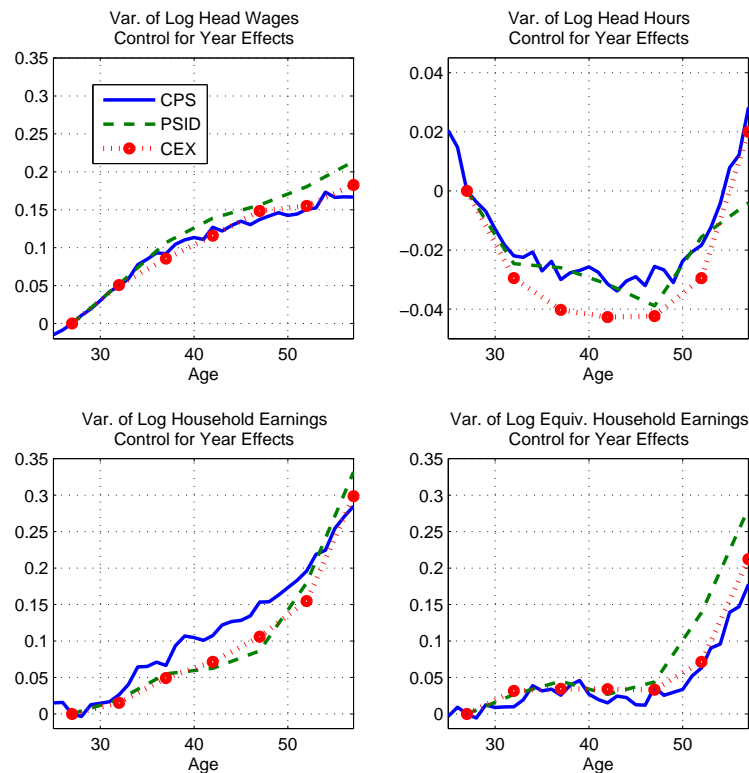 Var. of Log Head Wages
Control for Year Effects
0.35
0.3
0.25
0.2
0.15
0.1
0.05
0
30
40
50
Age
CPS
PSID
CEX
Var. of Log Head Hours
Control for Year Effects
0.04
0.02
0
−0.02
−0.04
30
40
50
Age
Var. of Log Household Earnings
Control for Year Effects
0.35
0.3
0.25
0.2
0.15
0.1
0.05
0
30
40
50
Age
Var. of Log Equiv. Household Earnings
Control for Year Effects
0.35
0.3
0.25
0.2
0.15
0.1
0.05
0
30
40
50
Age